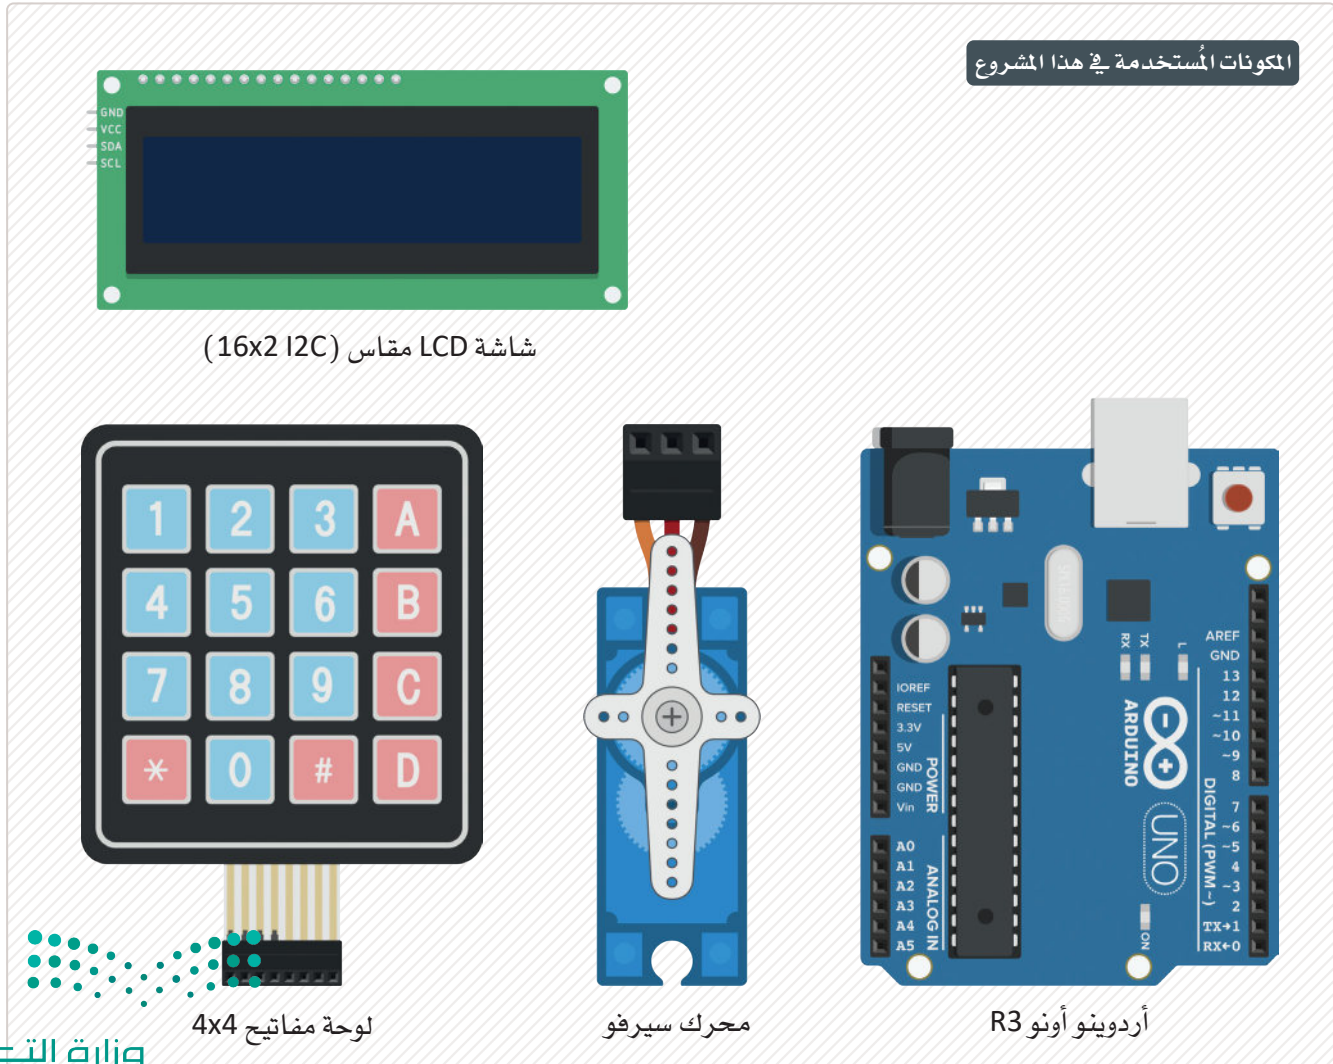 المكونات المُستخدمة في هذا المشروع
GND
VCC
SDA
SCL
شاشة LCD مقاس (16x2 I2C)
1 2 3 A
4 5 6 B
7 8 9 C
* 0 # D
لوحة مفاتيح 4x4
محرك سيرفو
RX
TX
L
AREF
GND
13
12
~11
~10
~9
8
7
~6
~5
4
~3
2
TX→1
RX←0
DIGITAL (PWM~)
IOREF
RESET
3.3V
5V
GND
GND
Vin
POWER
A0
A1
A2
A3
A4
A5
ANALOG IN
ARDUINO
UNO
ON
أردوينو أونو R3
وزارة